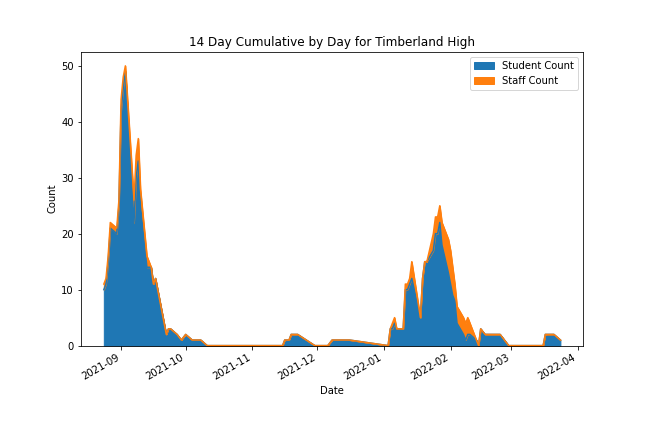 14 Day Cumulative by Day for Timberland High
Student Count
Staff Count
50
40
30
20
10
0
Count
2021-09
2021-10
2021-11
2021-12
2022-01
2022-02
2022-03
2022-04
Date